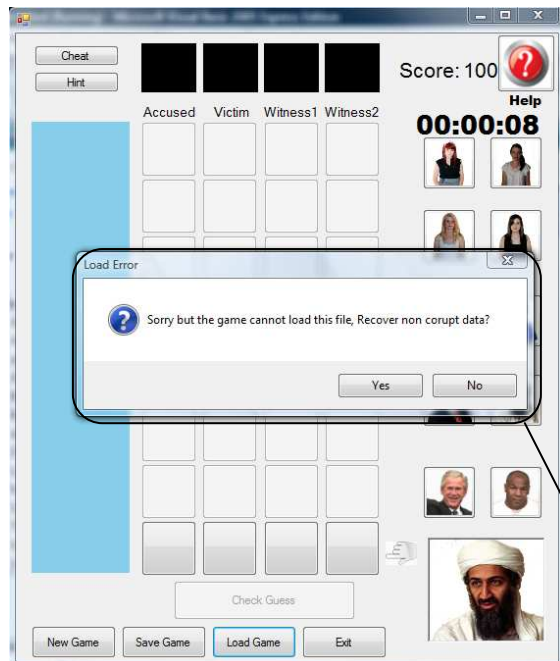 Cheat
Hint
Score: 100
Help
Accused Victim Witness1 Witness2
00:00:08
Load Error
Sorry but the game cannot load this file, Recover non corupt data?
Yes No
Check Guess
New Game Save Game Load Game Exit